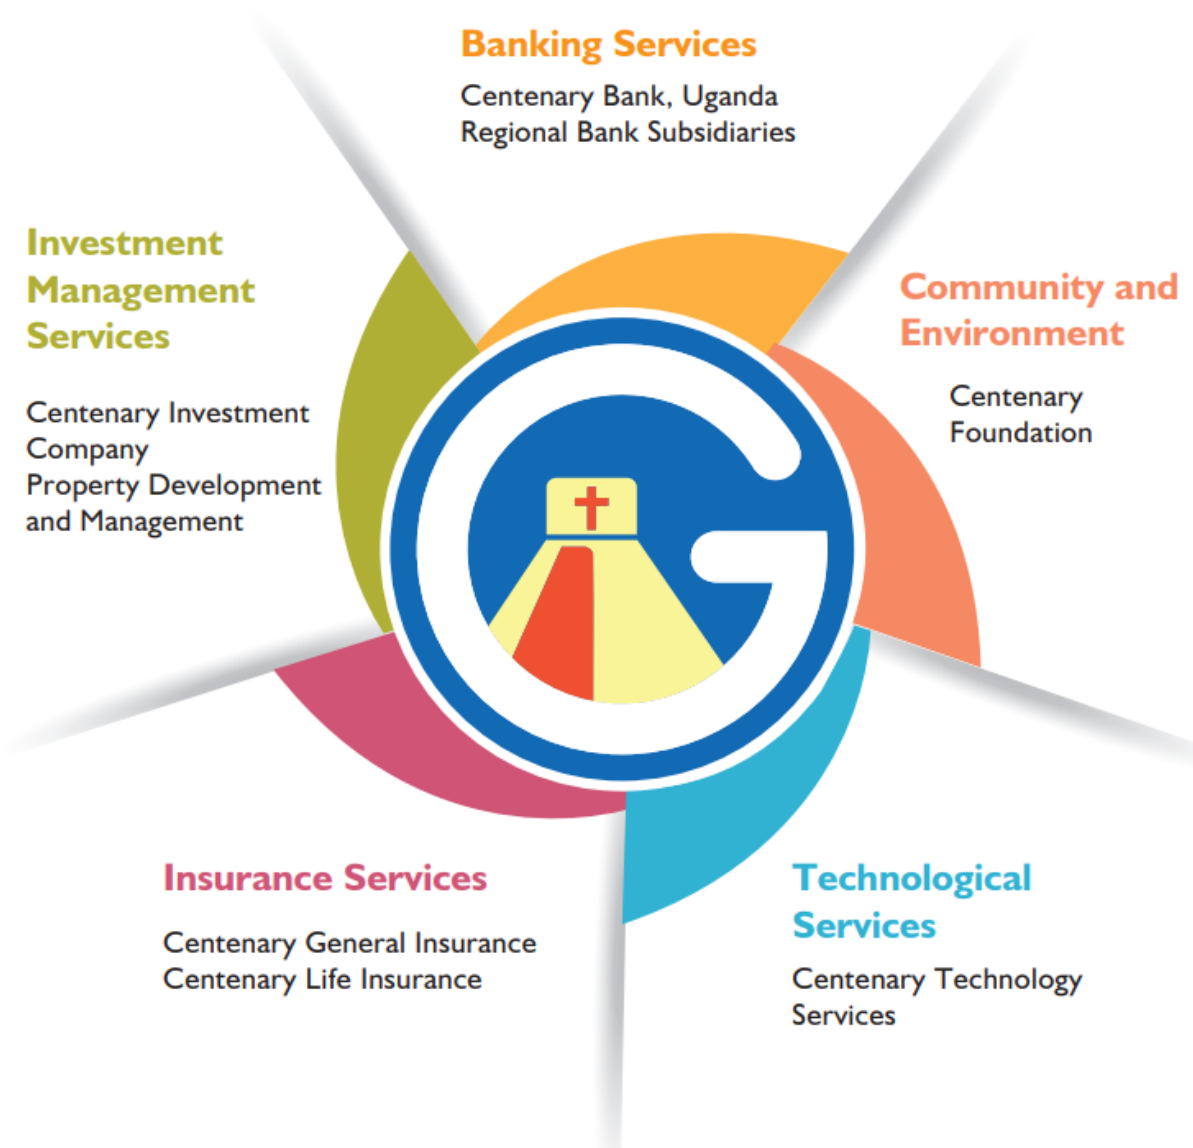 Banking Services
Centenary Bank, Uganda
Regional Bank Subsidiaries
Investment
Management
Services
Centenary Investment
Company
Property Development
and Management
Community and
Environment
Centenary
Foundation
Insurance Services
Centenary General Insurance
Centenary Life Insurance
Technological
Services
Centenary Technology
Services